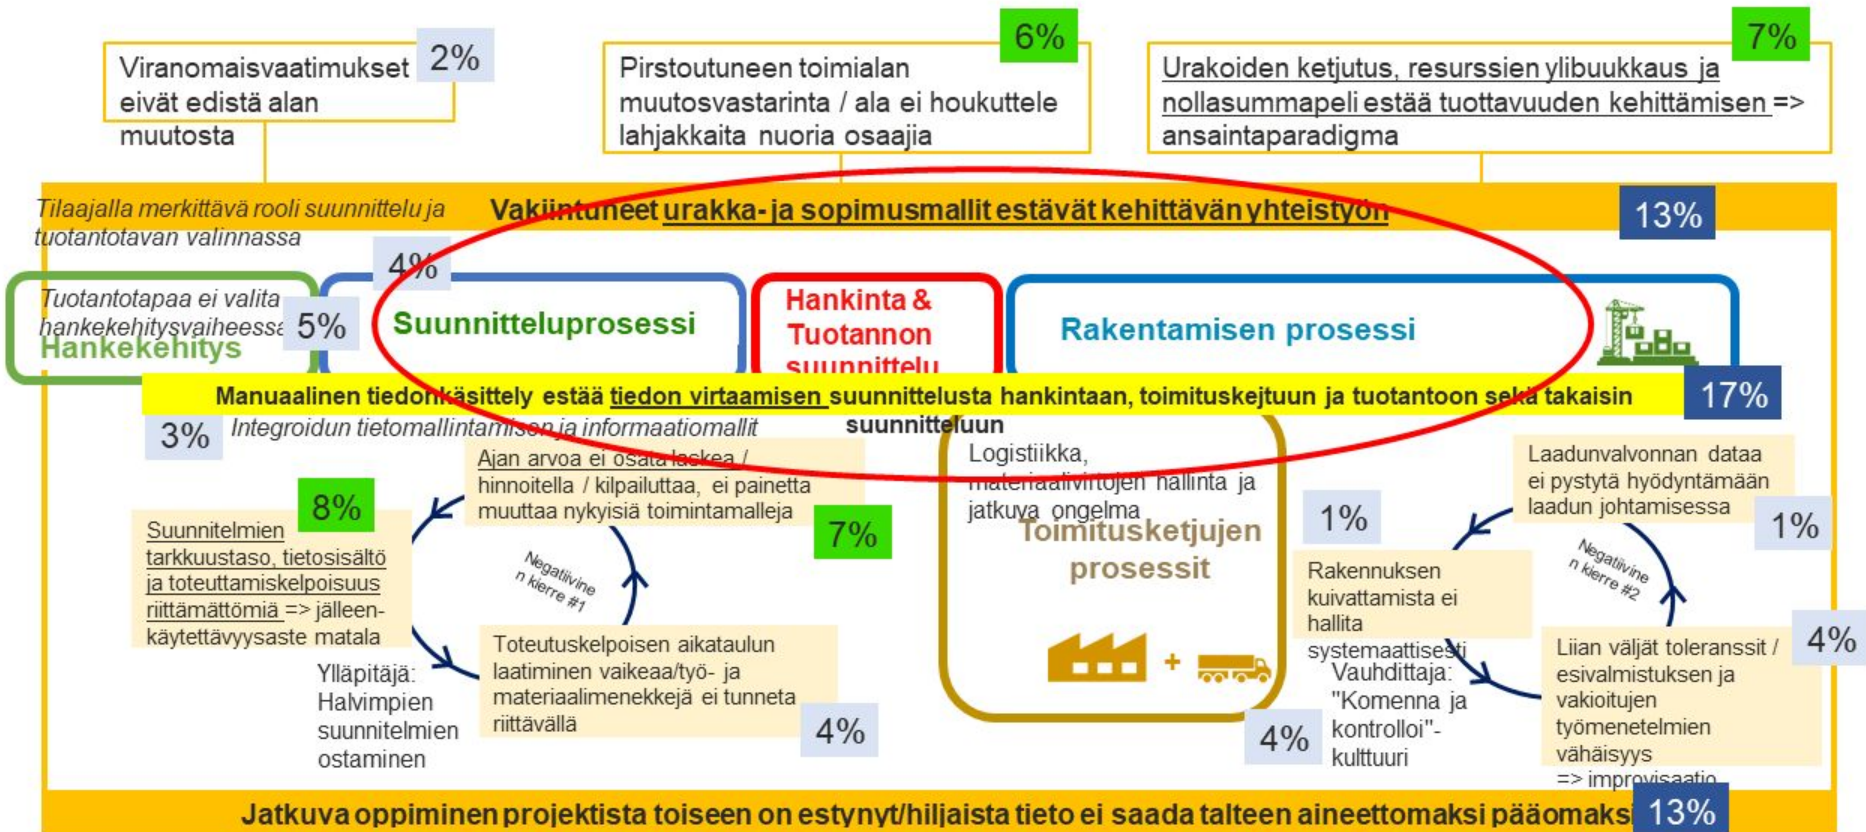 Viranomaisvaatimukset
eivät edistä alan
muutosta
2%
Pirstoutuneen toimialan
muutosvastarinta / ala ei houkuttele
lahjakkaita nuoria osaajia
6%
Urakoiden ketjutus, resurssien ylibuukkaus ja
nollasummapeli estää tuottavuuden kehittämisen =>
ansaintaparadigma
7%
Tilaajalla merkittävä rooli suunnittelu ja
tuotantotavan valinnassa
Vakiintuneet urakka- ja sopimusmallit estävät kehittävän yhteistyön
13%
4%
Tuotantotapaa ei valita
hankekehitysvaiheessa
5%
Hankekehitys
Suunnitteluprosessi
Hankinta &
Tuotannon
suunnittelu
Rakentamisen prosessi
Manuaalinen tiedonkäsittely estää tiedon virtaamisen suunnittelusta hankintaan, toimituskejtuun ja tuotantoon sekä takaisin
suunnitteluun
17%
3%
Integroidun tietomallintamisen ja informaatiomallit
Ajan arvoa ei osata laskea /
hinnoitella / kilpailuttaa, ei painetta
muuttaa nykyisiä toimintamalleja
7%
8%
Suunnitelmien
tarkkuustaso, tietosisältö
ja toteuttamiskelpoisuus
riittämättömiä => jälleen-
käytettävyysaste matala
Negatiivine
n kierre #1
Toteutuskelpoisen aikataulun
laatiminen vaikeaa/työ- ja
materiaalimenekkejä ei tunneta
riittävällä
4%
Ylläpitäjä:
Halvimpien
suunnitelmien
ostaminen
Logistiikka,
materiaalivirtojen hallinta ja
jatkuva ongelma
Toimitusketjujen
prosessit
+
4%
Laadunvalvonnan dataa
ei pystytä hyödyntämään
laadun johtamisessa
1%
1%
Rakennuksen
kuivattamista ei
hallita
systemaattisesti
Negatiivine
n kierre #2
Vauhdittaja:
"Komenna ja
kontrolloi"-
kulttuuri
Liian väljät toleranssit /
esivalmistuksen ja
vakioitujen
työmenetelmien
vähäisyys
=> improvisaatio
4%
Jatkuva oppiminen projektista toiseen on estynyt/hiljaista tieto ei saada talteen aineettomaksi pääomaksi
13%